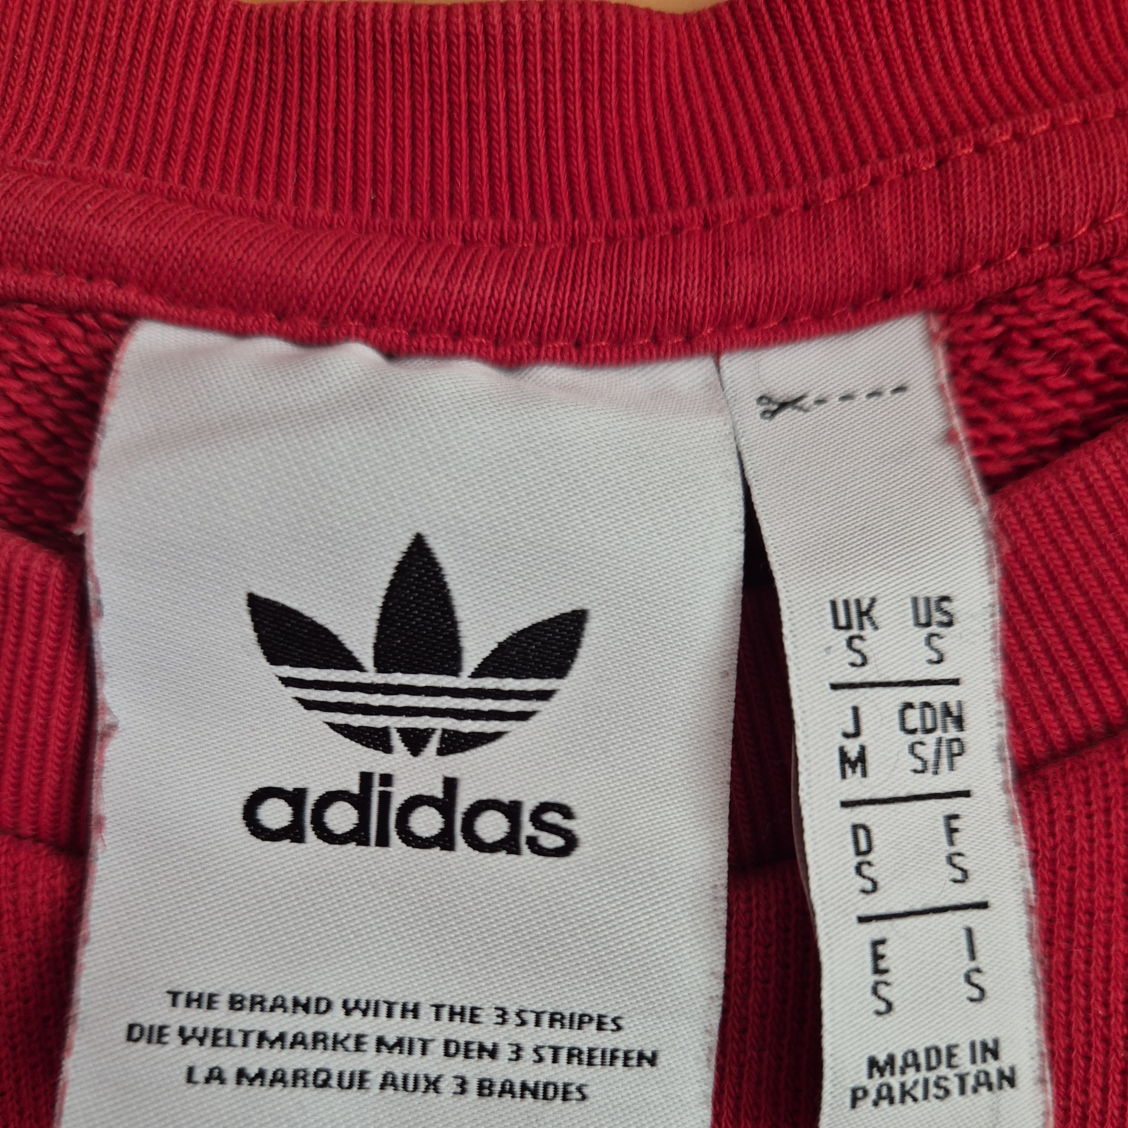 adidas
THE BRAND WITH THE 3 STRIPES
DIE WELTMARKE MIT DEN 3 STREIFEN
LA MARQUE AUX 3 BANDES
UK US
S S
J CDN
M S/P
D F
S S
E I
S S
MADE IN
PAKISTAN